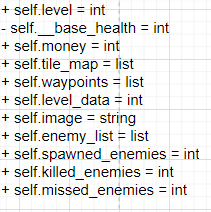 + self.level = int
- self.__base_health = int
+ self.money = int
+ self.tile_map = list
+ self.waypoints = list
+ self.level_data = int
+ self.image = string
+ self.enemy_list = list
+ self.spawned_enemies = int
+ self.killed_enemies = int
+ self.missed_enemies = int